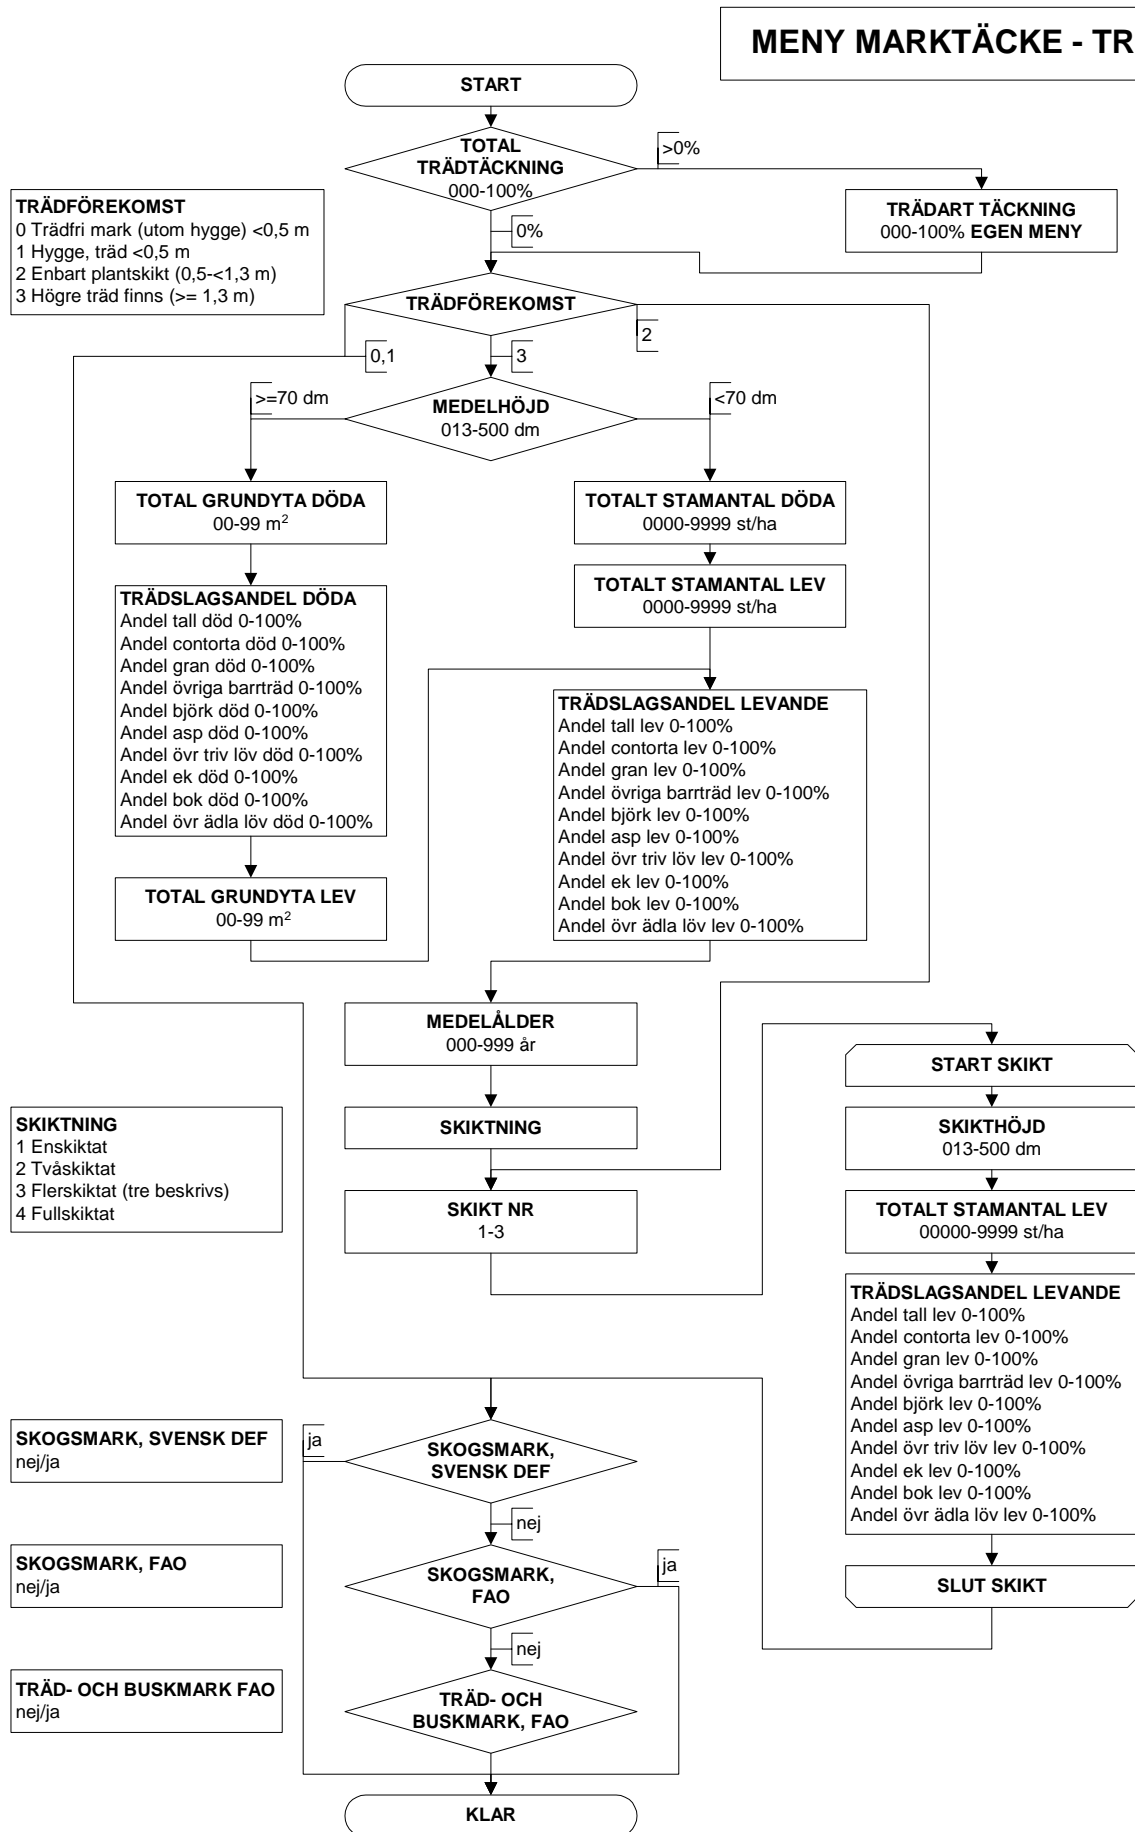 MENY MARKTÄCKE - TR
START
TOTAL
TRÄDTÄCKNING
000-100%
>0%
TRÄDART TÄCKNING
000-100% EGEN MENY
0%
TRÄDFÖREKOMST
0 Trädfri mark (utom hygge) <0,5 m
1 Hygge, träd <0,5 m
2 Enbart plantskikt (0,5-<1,3 m)
3 Högre träd finns (>= 1,3 m)
TRÄDFÖREKOMST
2
0,1
3
MEDELHÖJD
013-500 dm
>=70 dm
<70 dm
TOTAL GRUNDYTA DÖDA
00-99 m²
TRÄDSLAGSANDEL DÖDA
Andel tall död 0-100%
Andel contorta död 0-100%
Andel gran död 0-100%
Andel övriga barrträd 0-100%
Andel björk död 0-100%
Andel asp död 0-100%
Andel övr triv löv död 0-100%
Andel ek död 0-100%
Andel bok död 0-100%
Andel övr ädla löv död 0-100%
TOTAL GRUNDYTA LEV
00-99 m²
TOTALT STAMANTAL DÖDA
0000-9999 st/ha
TOTALT STAMANTAL LEV
0000-9999 st/ha
TRÄDSLAGSANDEL LEVANDE
Andel tall lev 0-100%
Andel contorta lev 0-100%
Andel gran lev 0-100%
Andel övriga barrträd lev 0-100%
Andel björk lev 0-100%
Andel asp lev 0-100%
Andel övr triv löv lev 0-100%
Andel ek lev 0-100%
Andel bok lev 0-100%
Andel övr ädla löv lev 0-100%
MEDELÅLDER
000-999 år
SKIKTNING
1 Enskiktat
2 Tvåskiktat
3 Flerskiktat (tre beskrivs)
4 Fullskiktat
SKIKTNING
SKIKT NR
1-3
START SKIKT
SKIKTHÖJD
013-500 dm
TOTALT STAMANTAL LEV
00000-9999 st/ha
TRÄDSLAGSANDEL LEVANDE
Andel tall lev 0-100%
Andel contorta lev 0-100%
Andel gran lev 0-100%
Andel övriga barrträd lev 0-100%
Andel björk lev 0-100%
Andel asp lev 0-100%
Andel övr triv löv lev 0-100%
Andel ek lev 0-100%
Andel bok lev 0-100%
Andel övr ädla löv lev 0-100%
SLUT SKIKT
SKOGSMARK, SVENSK DEF
nej/ja
ja
SKOGSMARK,
SVENSK DEF
nej
SKOGSMARK, FAO
nej/ja
SKOGSMARK,
FAO
ja
nej
TRÄD- OCH BUSKMARK FAO
nej/ja
TRÄD- OCH
BUSKMARK, FAO
KLAR